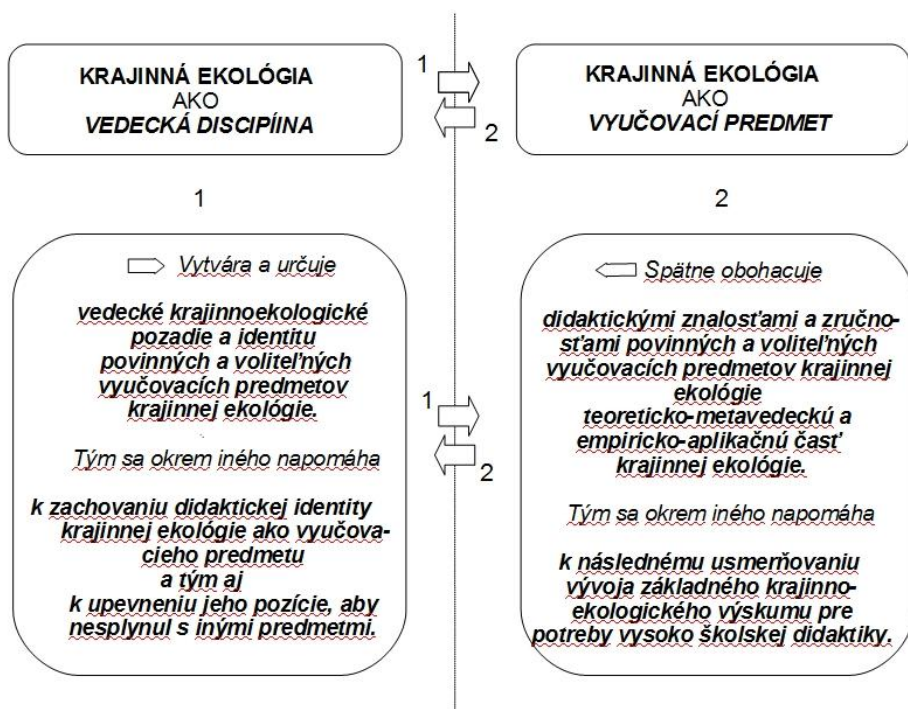 KRAJINNÁ EKOLÓGIA
AKO
VEDECKÁ DISCIPÍINA
1
2
KRAJINNÁ EKOLÓGIA
AKO
VYUČOVACÍ PREDMET
1
Vytvára a určuje
vedecké krajinnoekologické
pozadie a identitu
povinných a voliteľných
vyučovacích predmetov
krajinnej ekológie.
Tým sa okrem iného napomáha
k zachovaniu didaktickej identity
krajinnej ekológie ako vyučova-
cieho predmetu
a tým aj
k upevneniu jeho pozície, aby
nesplynul s inými predmetmi.
1
2
2
Spätne obohacuje
didaktickými znalosťami a zručno-
sťami povinných a voliteľných
vyučovacích predmetov krajinnej
ekológie
teoreticko-metavedeckú a
empiricko-aplikačnú časť
krajinnej ekológie.
Tým sa okrem iného napomáha
k následnému usmerňovaniu
vývoja základného krajinno-
ekologického výskumu pre
potreby vysoko školskej didaktiky.